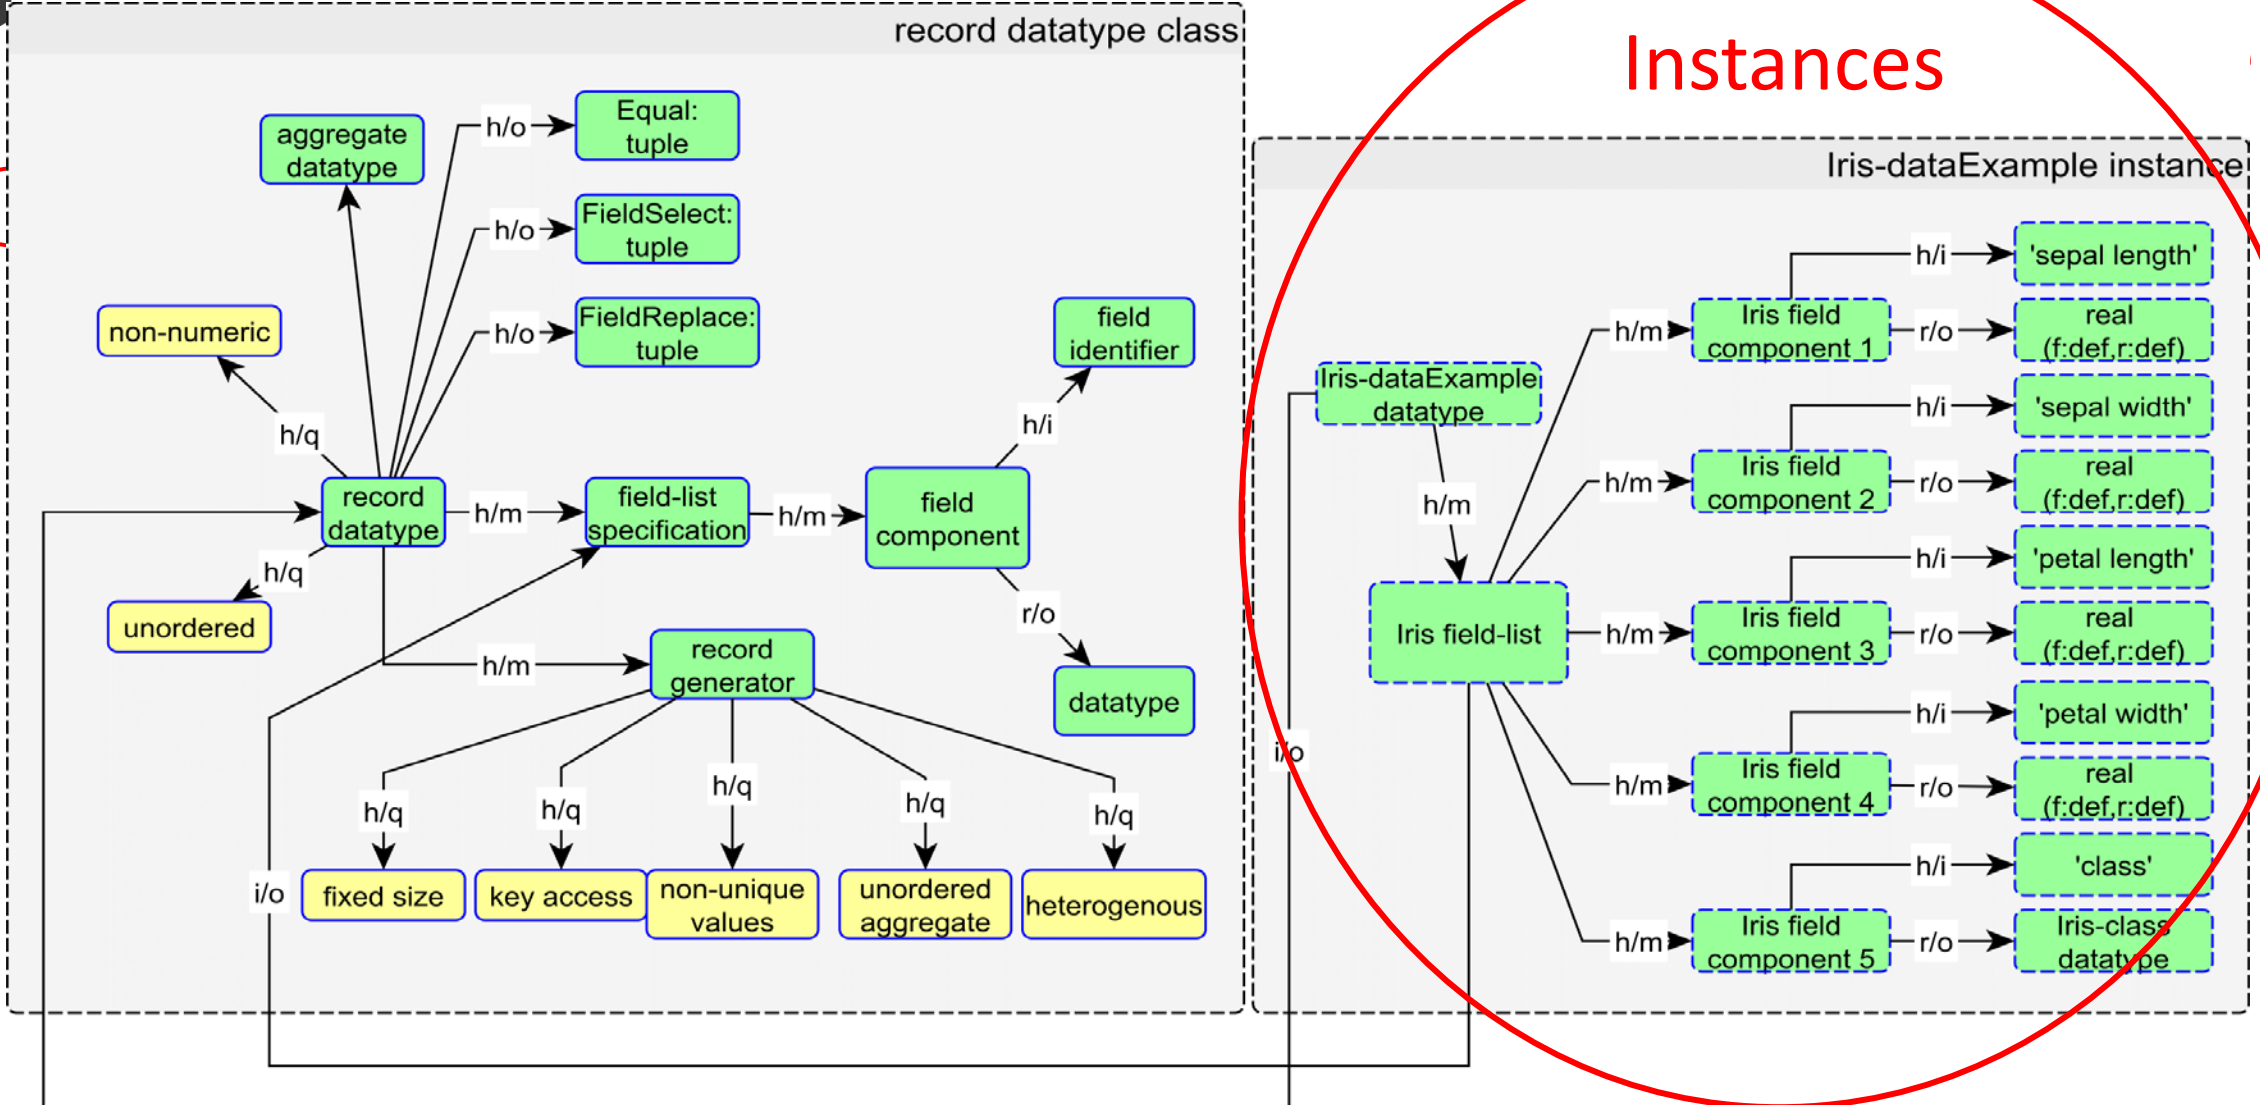 record datatype class
Instances
Iris-dataExample instance
aggregate
datatype
h/o
Equal:
tuple
h/o
FieldSelect:
tuple
h/o
FieldReplace:
tuple
non-numeric
h/q
record
datatype
h/m
field-list
specification
h/m
field
component
h/i
field
identifier
r/o
datatype
h/q
unordered
h/m
record
generator
h/q
h/q
h/q
h/q
h/q
fixed size
key access
non-unique
values
unordered
aggregate
heterogenous
i/o
i/o
Iris-dataExample
datatype
h/m
Iris field-list
h/m
Iris field
component 1
h/i
'sepal length'
r/o
real
(f:def,r:def)
h/m
Iris field
component 2
h/i
'sepal width'
r/o
real
(f:def,r:def)
h/m
Iris field
component 3
h/i
'petal length'
r/o
real
(f:def,r:def)
h/m
Iris field
component 4
h/i
'petal width'
r/o
real
(f:def,r:def)
h/m
Iris field
component 5
h/i
'class'
r/o
Iris-class
datatype